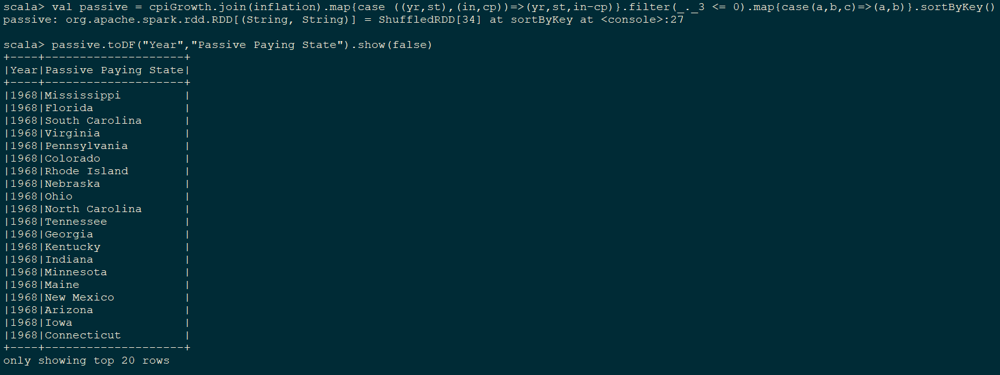 scala> val passive = cpiGrowth.join(inflation).map{case ((yr,st),(in,cp))=>(yr,st,in-cp)}.filter(_._3 <= 0).map{case(a,b,c)=>(a,b)}.sortByKey()
passive: org.apache.spark.rdd.RDD[(String, String)] = ShuffledRDD[34] at sortByKey at <console>:27
scala> passive.toDF("Year","Passive Paying State").show(false)
+----+--------------------+
|Year|Passive Paying State|
+----+--------------------+
|1968|Mississippi         |
|1968|Florida             |
|1968|South Carolina      |
|1968|Virginia            |
|1968|Pennsylvania        |
|1968|Colorado            |
|1968|Rhode Island        |
|1968|Nebraska            |
|1968|Ohio                |
|1968|North Carolina      |
|1968|Tennessee           |
|1968|Georgia             |
|1968|Kentucky            |
|1968|Indiana             |
|1968|Minnesota           |
|1968|Maine               |
|1968|New Mexico          |
|1968|Arizona             |
|1968|Iowa                |
|1968|Connecticut         |
+----+--------------------+
only showing top 20 rows